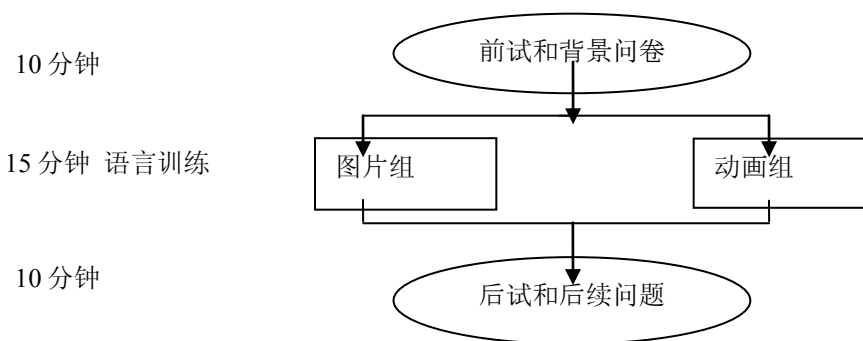 前试和背景问卷
10 分钟
15 分钟 语言训练
图片组
动画组
10 分钟
后试和后续问题